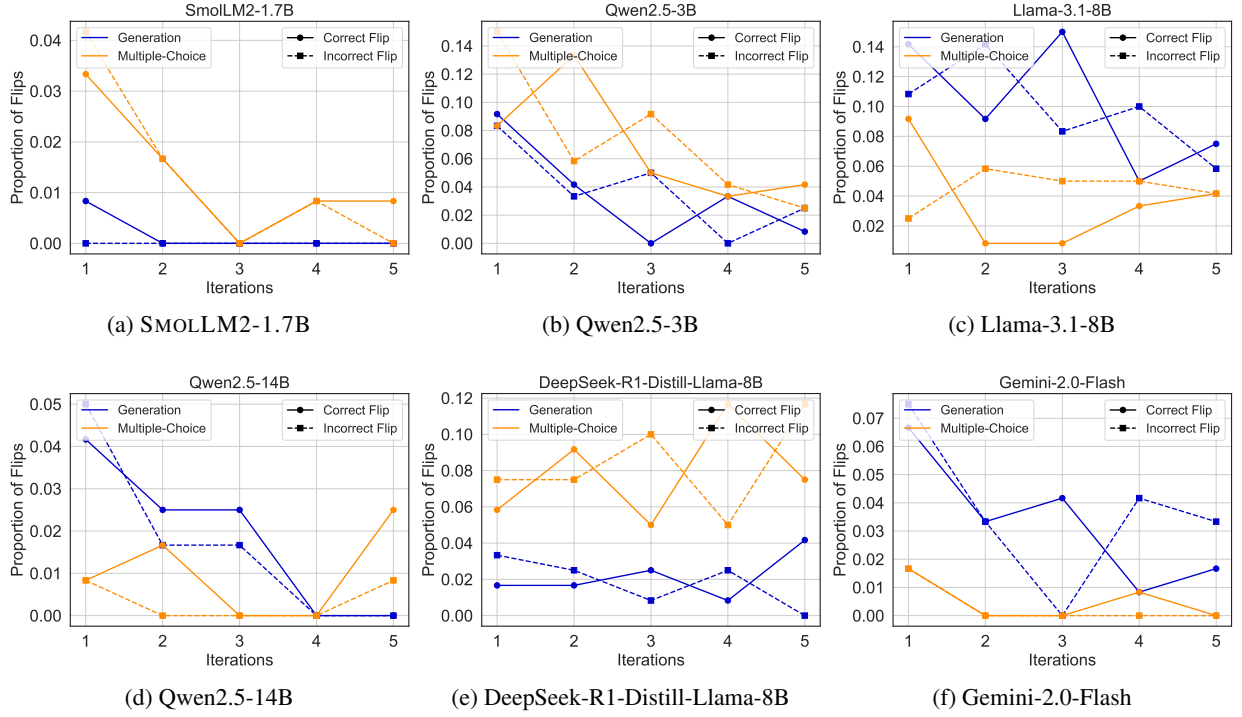 SmolLM2-1.7B
Proportion of Flips
0.04
0.03
0.02
0.01
0.00
Generation
Multiple-Choice
Correct Flip
Incorrect Flip
1 2 3 4 5
Iterations
(a) SMOLLM2-1.7B
Qwen2.5-3B
Proportion of Flips
0.14
0.12
0.10
0.08
0.06
0.04
0.02
0.00
Generation
Multiple-Choice
Correct Flip
Incorrect Flip
1 2 3 4 5
Iterations
(b) Qwen2.5-3B
Llama-3.1-8B
Proportion of Flips
0.14
0.12
0.10
0.08
0.06
0.04
0.02
Generation
Multiple-Choice
Correct Flip
Incorrect Flip
1 2 3 4 5
Iterations
(c) Llama-3.1-8B
Qwen2.5-14B
Proportion of Flips
0.05
0.04
0.03
0.02
0.01
0.00
Generation
Multiple-Choice
Correct Flip
Incorrect Flip
1 2 3 4 5
Iterations
(d) Qwen2.5-14B
DeepSeek-R1-Distill-Llama-8B
Proportion of Flips
0.12
0.10
0.08
0.06
0.04
0.02
0.00
Generation
Multiple-Choice
Correct Flip
Incorrect Flip
1 2 3 4 5
Iterations
(e) DeepSeek-R1-Distill-Llama-8B
Gemini-2.0-Flash
Proportion of Flips
0.07
0.06
0.05
0.04
0.03
0.02
0.01
0.00
Generation
Multiple-Choice
Correct Flip
Incorrect Flip
1 2 3 4 5
Iterations
(f) Gemini-2.0-Flash